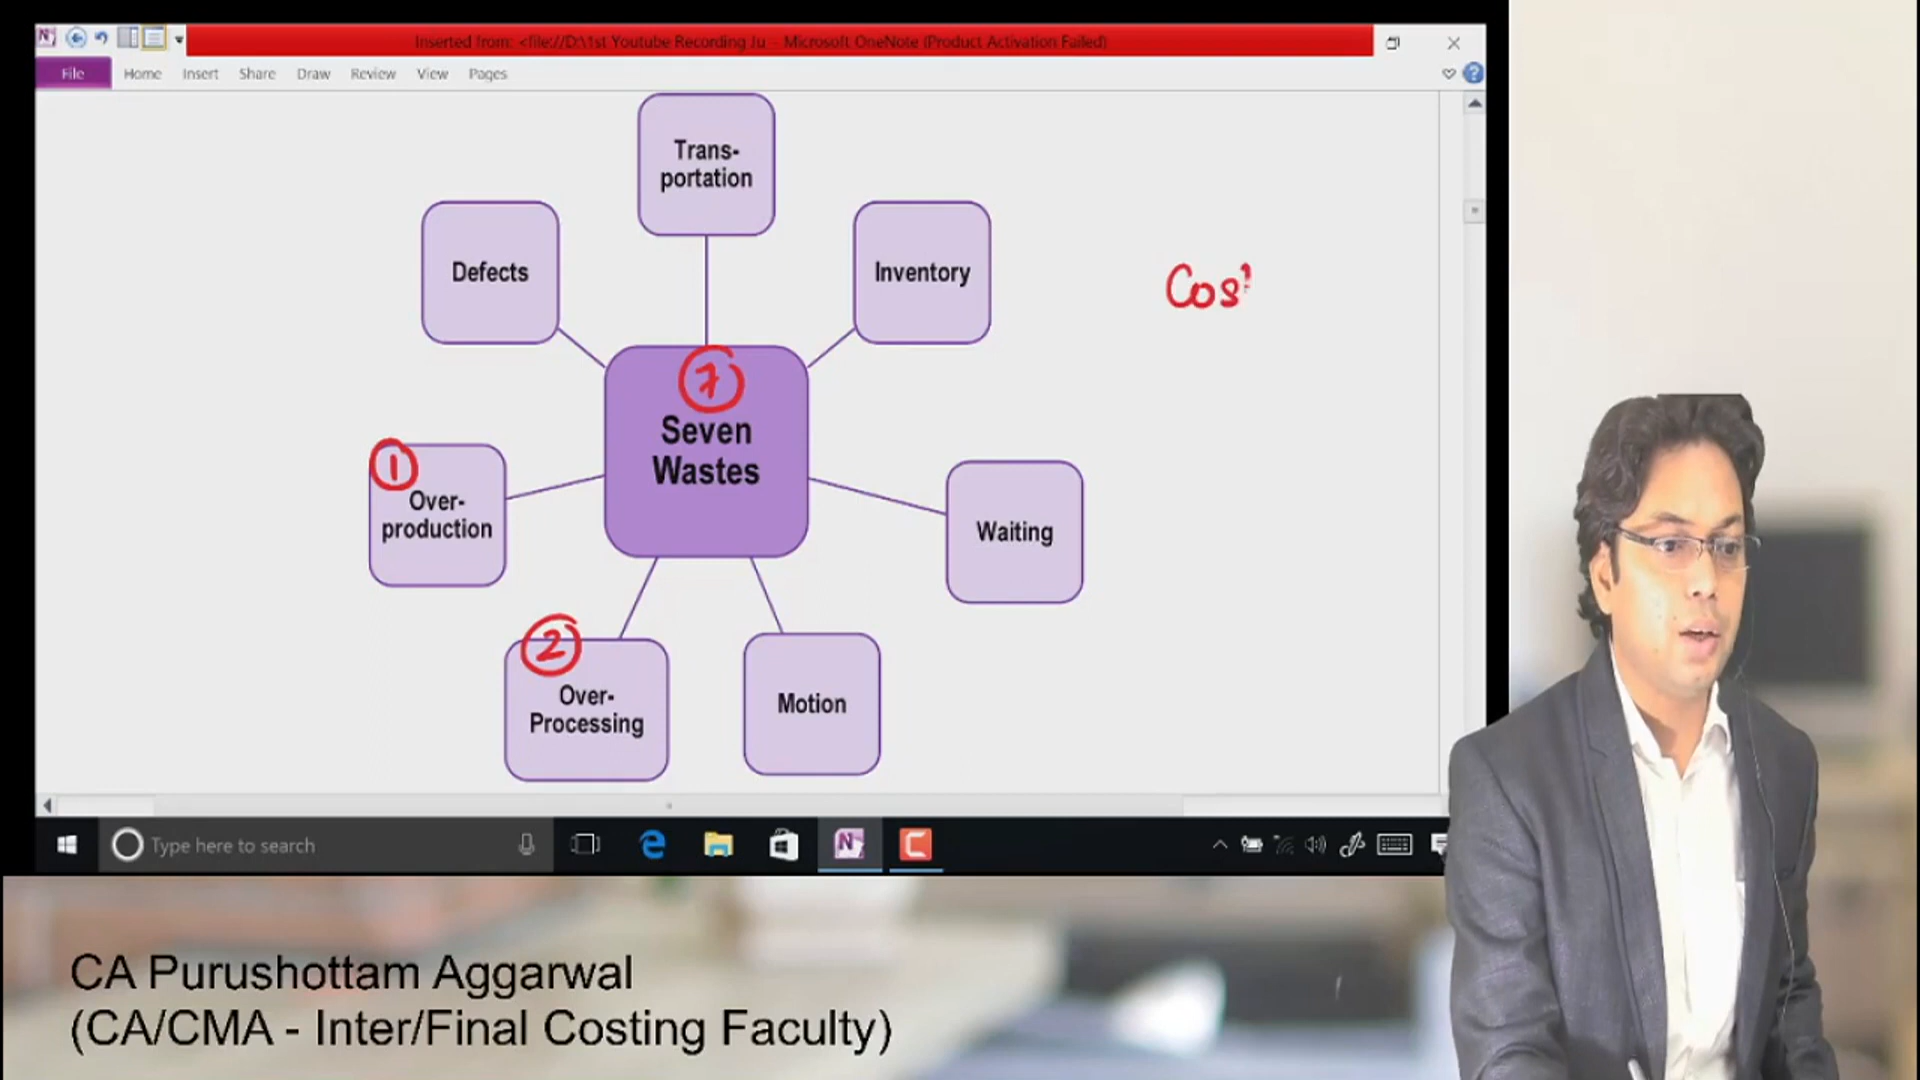 Inserted from: <file://D:\1st Youtube Recording Ju - Microsoft OneNote (Product Activation Failed)
File Home Insert Share Draw Review View Pages
Trans-
portation
Defects
Inventory
Cost
7
Seven
Wastes
1
Over-
production
Waiting
2
Over-
Processing
Motion
Type here to search
CA Purushottam Aggarwal
(CA/CMA - Inter/Final Costing Faculty)